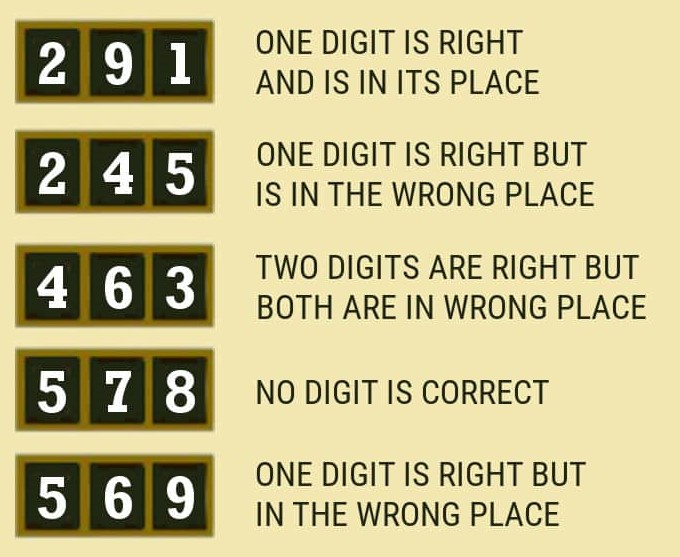 2 9 1
ONE DIGIT IS RIGHT
AND IS IN ITS PLACE
2 4 5
ONE DIGIT IS RIGHT BUT
IS IN THE WRONG PLACE
4 6 3
TWO DIGITS ARE RIGHT BUT
BOTH ARE IN WRONG PLACE
5 7 8
NO DIGIT IS CORRECT
5 6 9
ONE DIGIT IS RIGHT BUT
IN THE WRONG PLACE